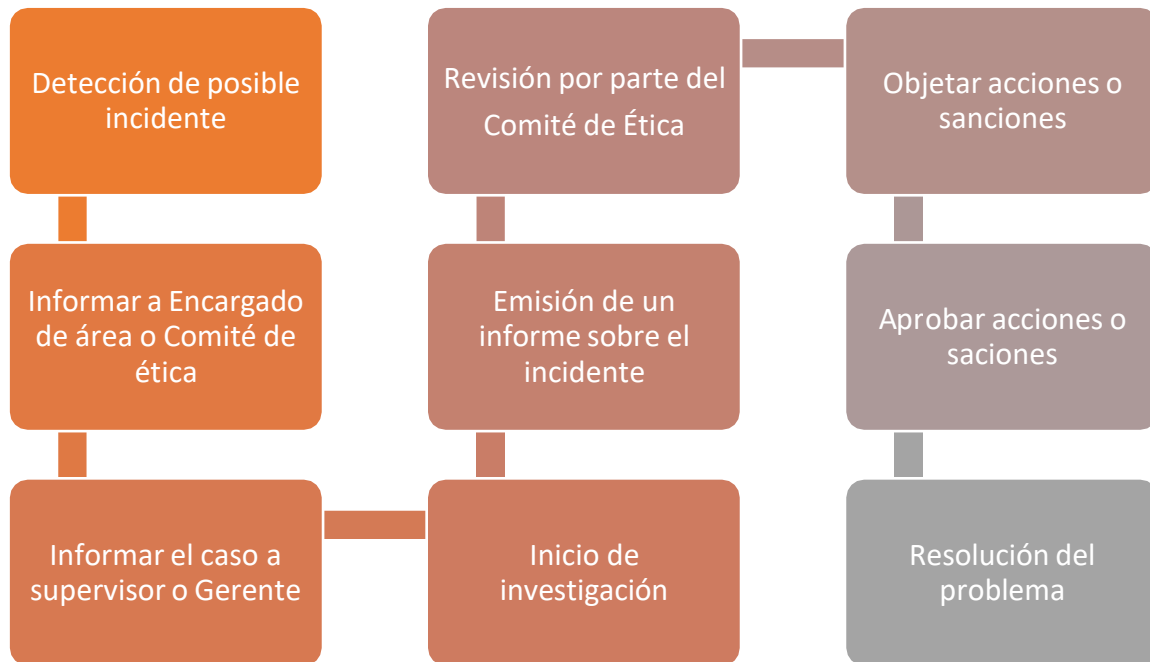 Detección de posible
incidente
Informar a Encargado
de área o Comité de
ética
Informar el caso a
supervisor o Gerente
Inicio de
investigación
Emisión de un
informe sobre el
incidente
Revisión por parte del
Comité de Ética
Objetar acciones o
sanciones
Aprobar acciones o
saciones
Resolución del
problema